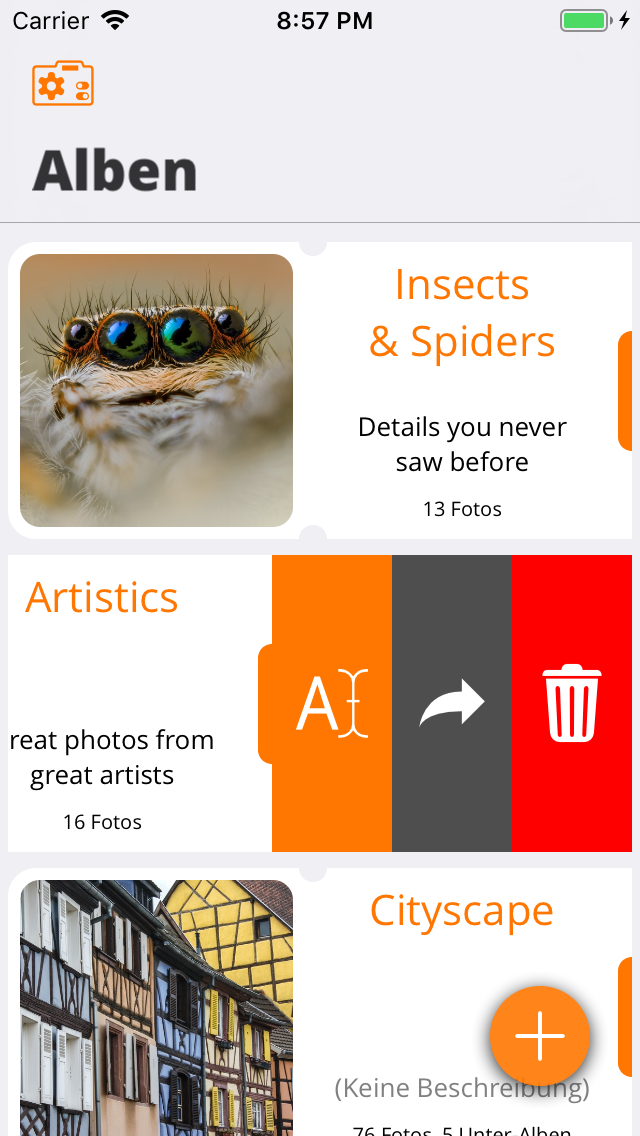 Carrier 8:57 PM
Alben
Insects
& Spiders
Details you never
saw before
13 Fotos
Artistics
reat photos from
great artists
16 Fotos
A
Cityscape
(Keine Beschreibung)
76 Fotos, 5 Unter-Alben